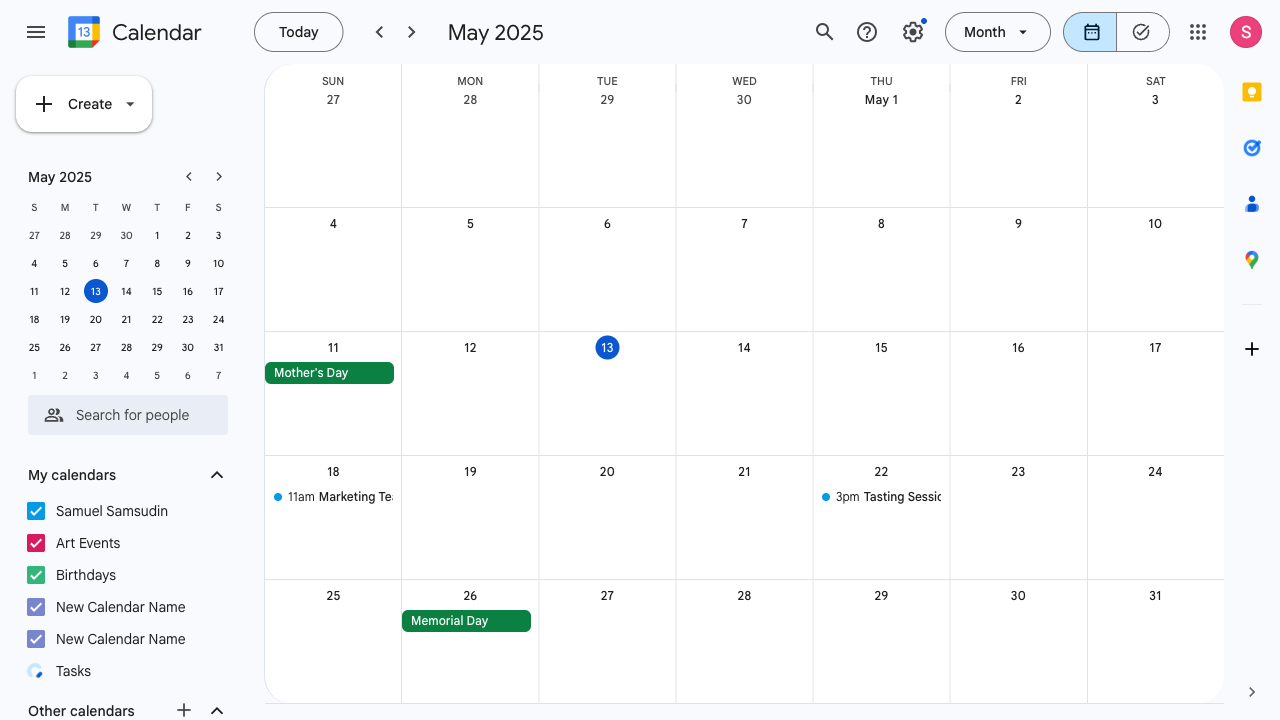 13 Calendar Today May 2025 Month S
Create
May 2025
S M T W T F S
27 28 29 30 1 2 3
4 5 6 7 8 9 10
11 12 13 14 15 16 17
18 19 20 21 22 23 24
25 26 27 28 29 30 31
1 2 3 4 5 6 7
Search for people
My calendars
Samuel Samsudin
Art Events
Birthdays
New Calendar Name
New Calendar Name
Tasks
Other calendars
SUN MON TUE WED THU FRI SAT
27 28 29 30 May 1 2 3
4 5 6 7 8 9 10
11 12 13 14 15 16 17
Mother's Day
18 19 20 21 22 23 24
11am Marketing Te 3pm Tasting Sessio
25 26 27 28 29 30 31
Memorial Day